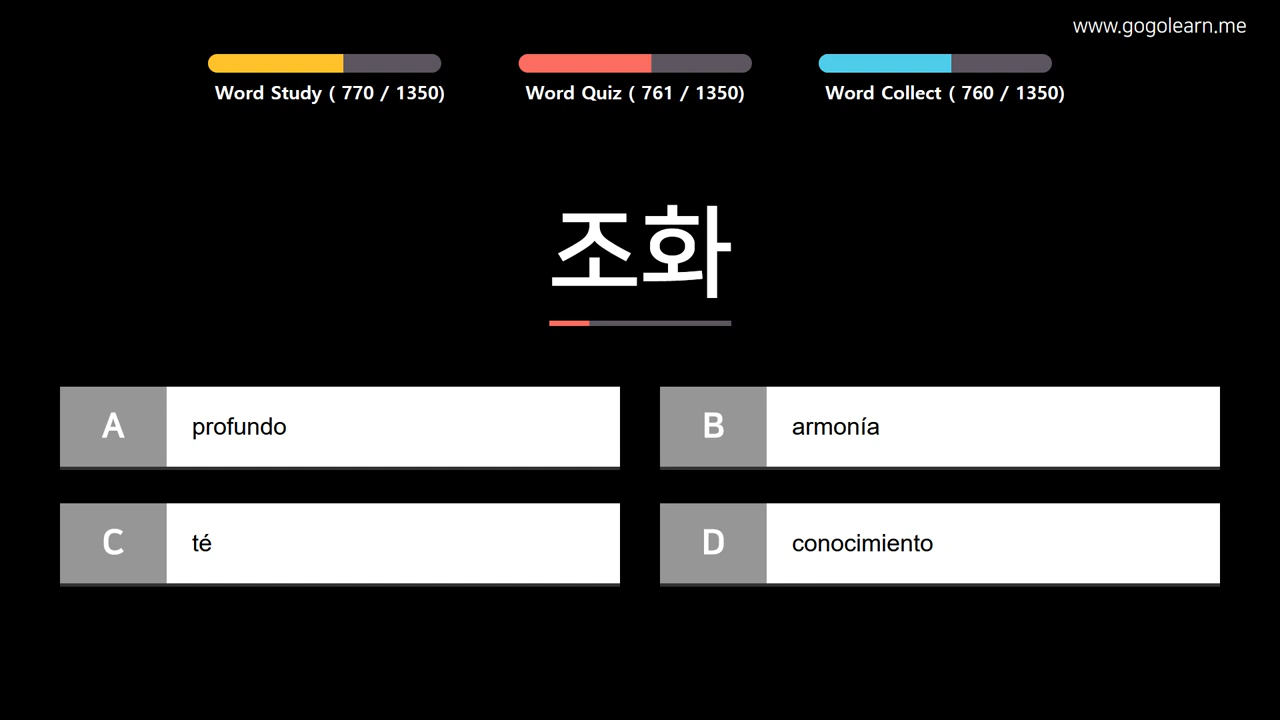 www.gogolearn.me
Word Study ( 770 / 1350)
Word Quiz ( 761 / 1350)
Word Collect ( 760 / 1350)
조화
A profundo
B armonía
C té
D conocimiento